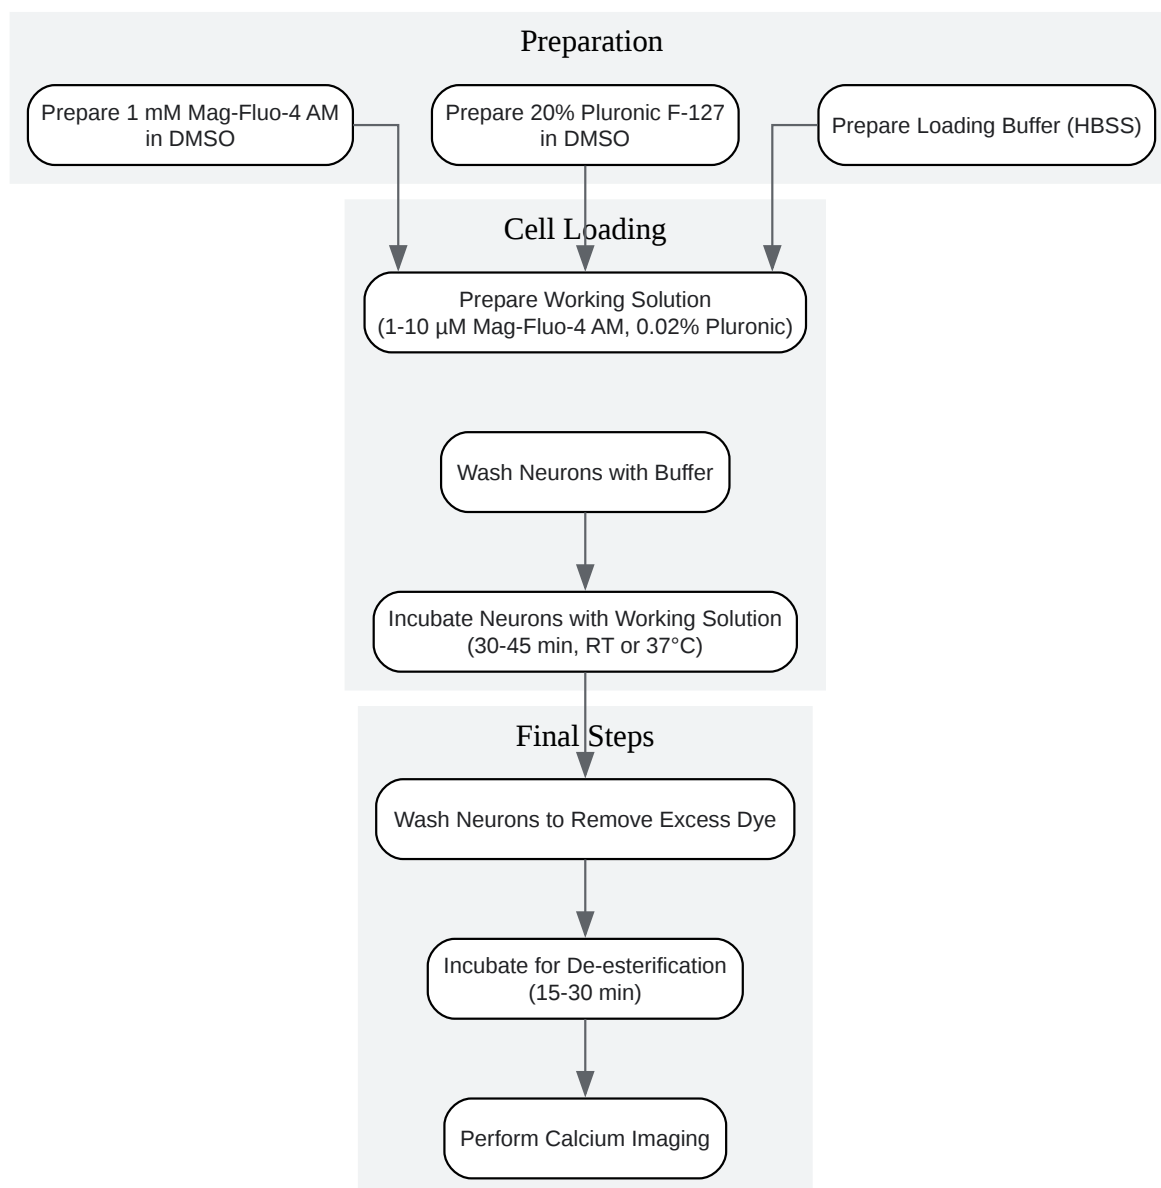 Preparation
Prepare 1 mM Mag-Fluo-4 AM
in DMSO
Prepare 20% Pluronic F-127
in DMSO
Prepare Loading Buffer (HBSS)
Cell Loading
Prepare Working Solution
(1-10 µM Mag-Fluo-4 AM, 0.02% Pluronic)
Wash Neurons with Buffer
Incubate Neurons with Working Solution
(30-45 min, RT or 37°C)
Final Steps
Wash Neurons to Remove Excess Dye
Incubate for De-esterification
(15-30 min)
Perform Calcium Imaging